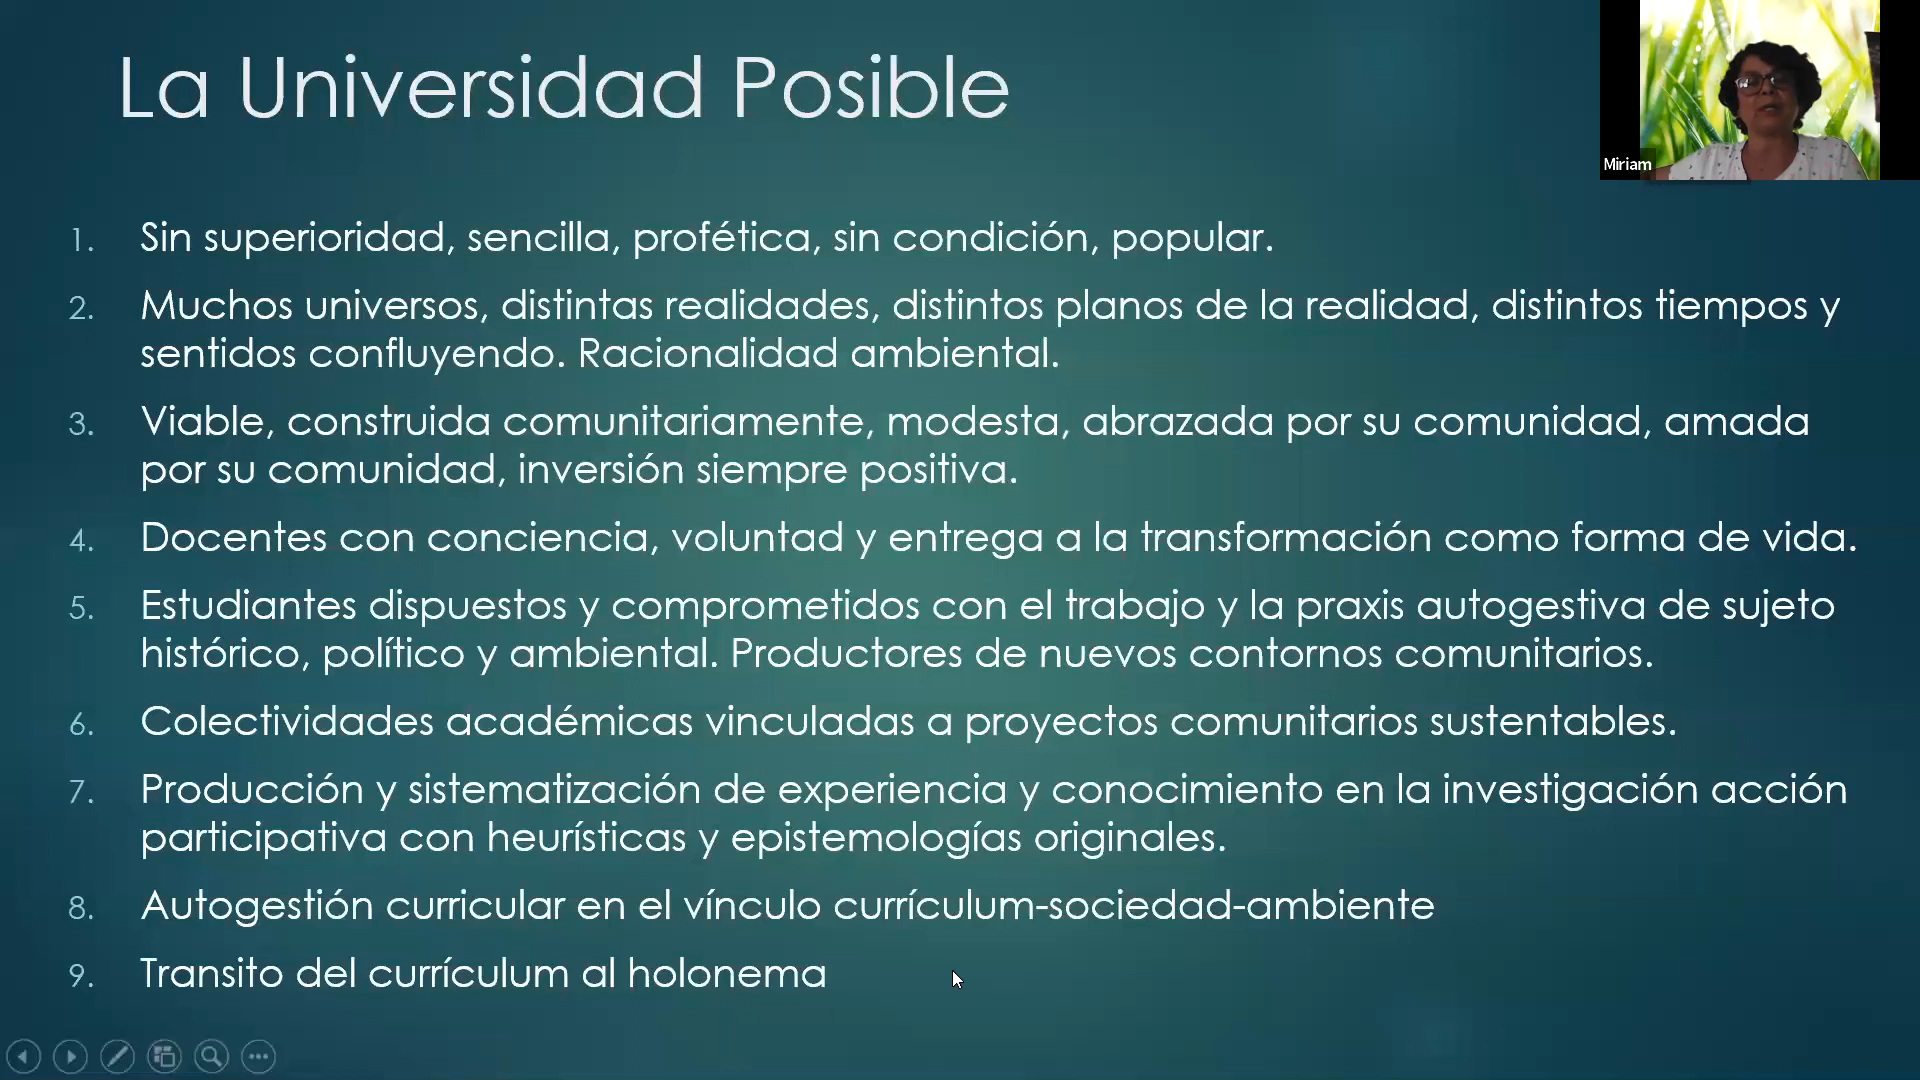 La Universidad Posible
Miriam
1. Sin superioridad, sencilla, profética, sin condición, popular.
2. Muchos universos, distintas realidades, distintos planos de la realidad, distintos tiempos y
sentidos confluyendo. Racionalidad ambiental.
3. Viable, construida comunitariamente, modesta, abrazada por su comunidad, amada
por su comunidad, inversión siempre positiva.
4. Docentes con conciencia, voluntad y entrega a la transformación como forma de vida.
5. Estudiantes dispuestos y comprometidos con el trabajo y la praxis autogestiva de sujeto
histórico, político y ambiental. Productores de nuevos contornos comunitarios.
6. Colectividades académicas vinculadas a proyectos comunitarios sustentables.
7. Producción y sistematización de experiencia y conocimiento en la investigación acción
participativa con heurísticas y epistemologías originales.
8. Autogestión curricular en el vínculo currículum-sociedad-ambiente
9. Transito del currículum al holonema